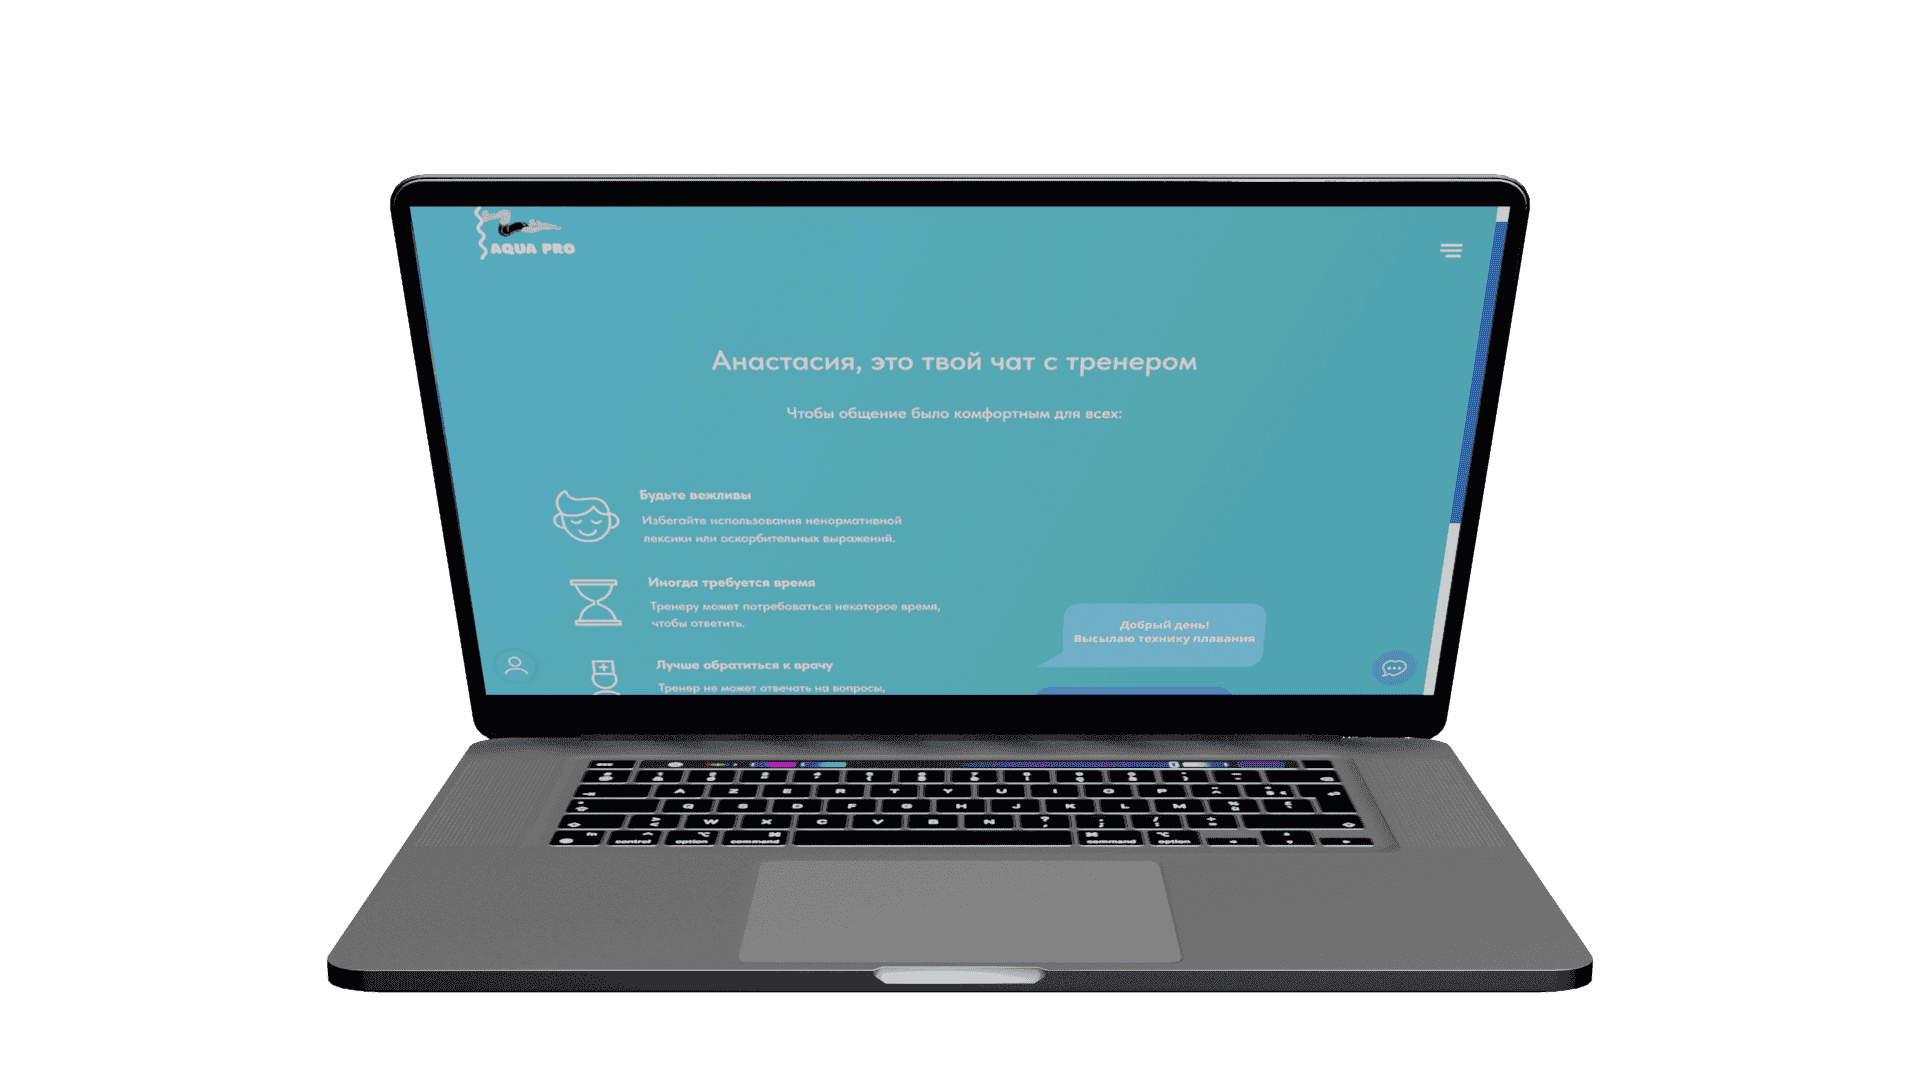 AQUA PRO
Анастасия, это твой чат с тренером
Чтобы общение было комфортным для всех:
Будьте вежливы
Избегайте использования ненормативной
лексики или оскорбительных выражений.
Иногда требуется время
Тренеру может потребоваться некоторое время,
чтобы ответить.
Лучше обратиться к врачу
Тренер не может отвечать на вопросы,
Добрый день!
Высылаю технику плавания
A Z E R T Y U I O P
Q S D F G H J K L M
W X C V B N
control option command command option